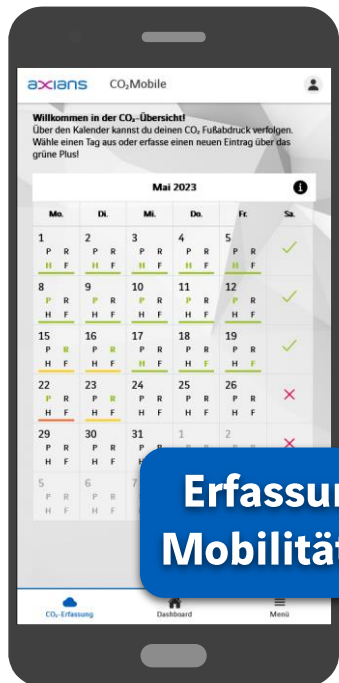 axians CO₂Mobile
Willkommen in der CO₂-Übersicht!
Über den Kalender kannst du deinen CO₂ Fußabdruck verfolgen.
Wähle einen Tag aus oder erfasse einen neuen Eintrag über das
grüne Plus!
Mai 2023
Mo. Di. Mi. Do. Fr. Sa.
1 2 3 4 5
P R P R P R P R P R
H F H F H F H F H F
8 9 10 11 12
P R P R P R P R P R
H F H F H F H F H F
15 16 17 18 19
P R P R P R P R P R
H F H F H F H F H F
22 23 24 25 26
P R P R P R P R P R
H F H F H F H F H F
29 30 31 1 2
P R P R P R P R
H F H F H
5 6 7
P R P R
H F H F
Erfassu
Mobilität
CO₂-Erfassung Dashboard Menü